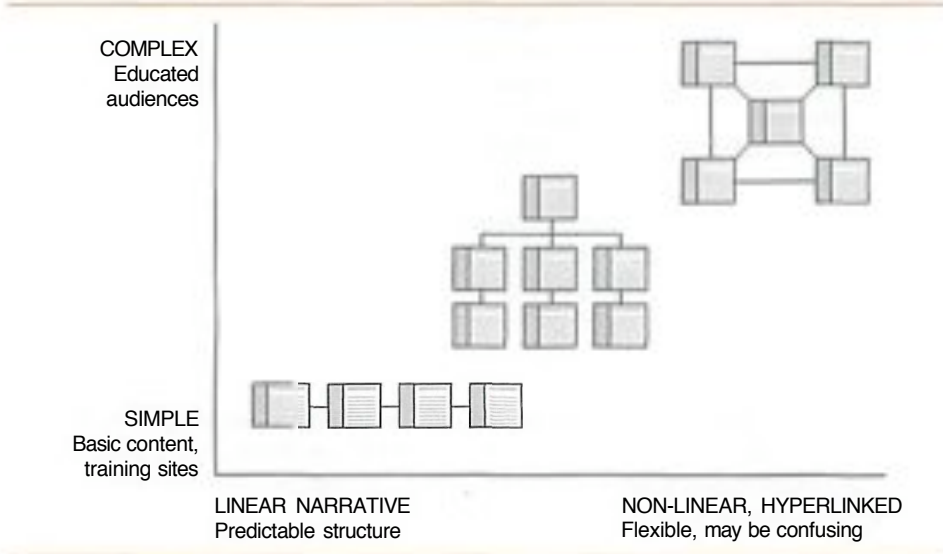 COMPLEX
Educated
audiences
SIMPLE
Basic content,
training sites
LINEAR NARRATIVE
Predictable structure
NON-LINEAR, HYPERLINKED
Flexible, may be confusing